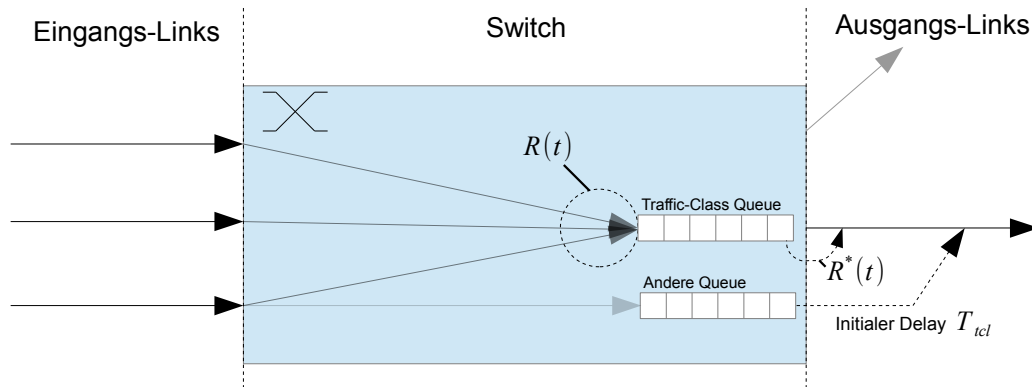 Eingangs-Links
Switch
Ausgangs-Links
R(t)
Traffic-Class Queue
R*(t)
Andere Queue
Initialer Delay T_tcl